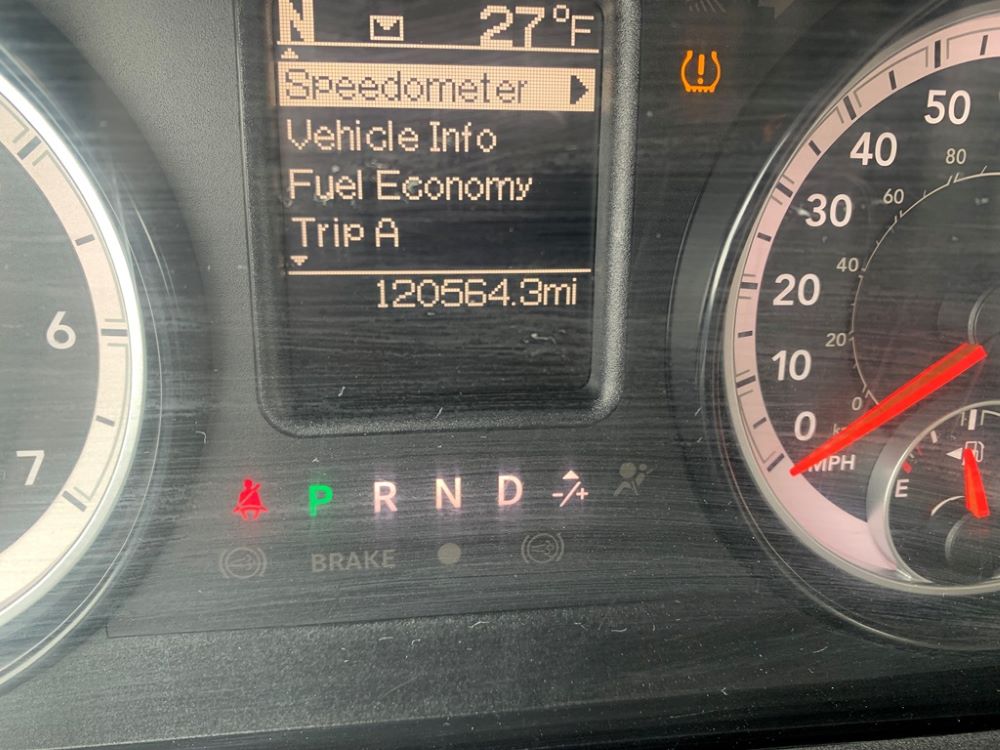 N 27°F
Speedometer
Vehicle Info
Fuel Economy
Trip A
120564.3mi
6
7
50
40
30
20
10
0
MPH
80
60
40
20
0
E
P R N D -/+
BRAKE